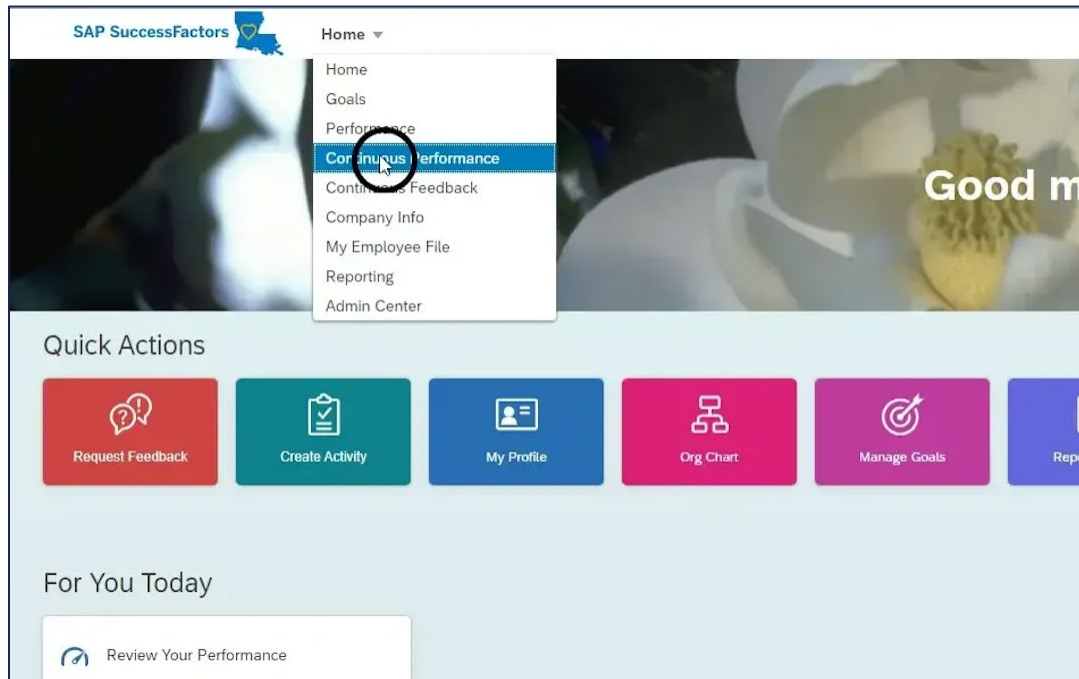 SAP SuccessFactors
Home
Home
Goals
Performance
Continuous Performance
Continuous Feedback
Company Info
My Employee File
Reporting
Admin Center
Good m
Quick Actions
Request Feedback
Create Activity
My Profile
Org Chart
Manage Goals
Rep
For You Today
Review Your Performance